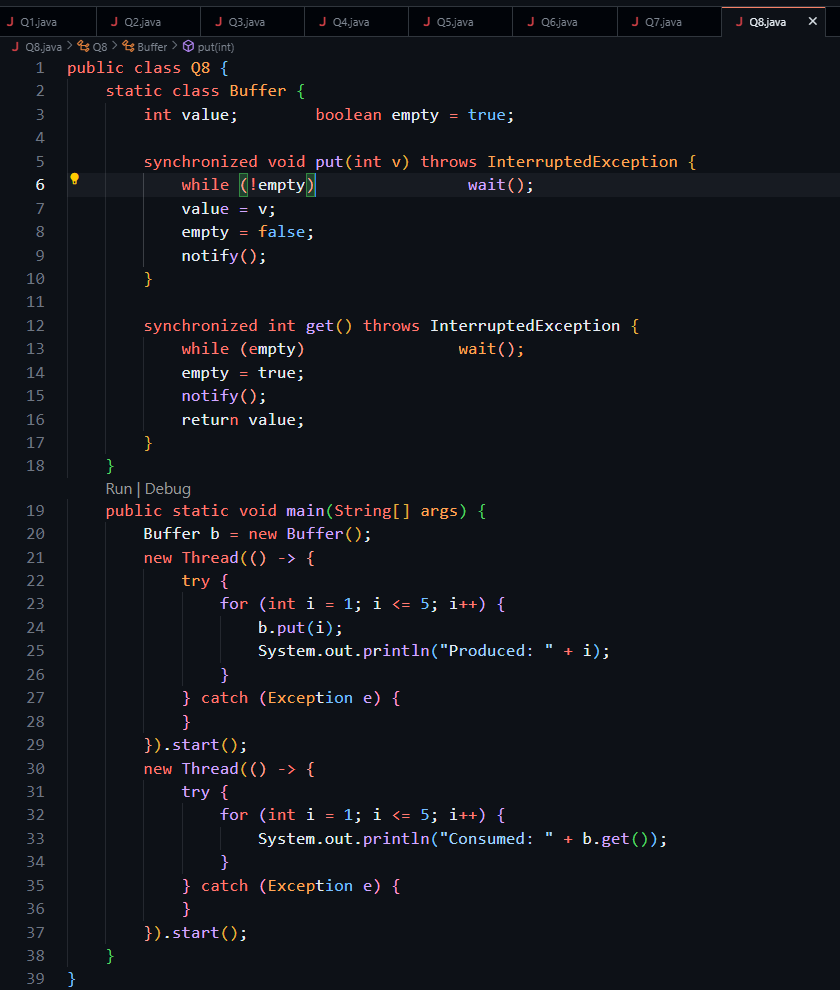 Q1.java Q2.java Q3.java Q4.java Q5.java Q6.java Q7.java Q8.java ×
Q8.java > Q8 > Buffer > put(int)
1 public class Q8 {
2 static class Buffer {
3 int value; boolean empty = true;
4
5 synchronized void put(int v) throws InterruptedException {
6 while (!empty) wait();
7 value = v;
8 empty = false;
9 notify();
10 }
11
12 synchronized int get() throws InterruptedException {
13 while (empty) wait();
14 empty = true;
15 notify();
16 return value;
17 }
18 }
Run | Debug
19 public static void main(String[] args) {
20 Buffer b = new Buffer();
21 new Thread(() -> {
22 try {
23 for (int i = 1; i <= 5; i++) {
24 b.put(i);
25 System.out.println("Produced: " + i);
26 }
27 } catch (Exception e) {
28 }
29 }).start();
30 new Thread(() -> {
31 try {
32 for (int i = 1; i <= 5; i++) {
33 System.out.println("Consumed: " + b.get());
34 }
35 } catch (Exception e) {
36 }
37 }).start();
38 }
39 }